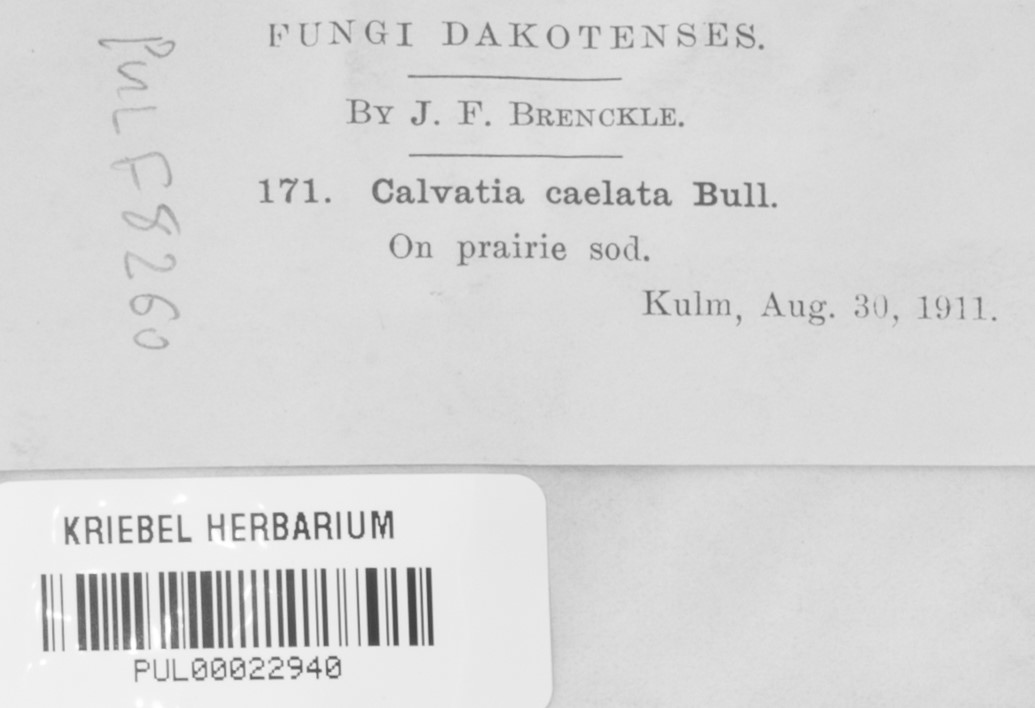 FUNGI DAKOTENSES.
BY J. F. BRENCKLE.
171. Calvatia caelata Bull.
On prairie sod.
Kulm, Aug. 30, 1911.
PUL F8260
KRIEBEL HERBARIUM
PUL00022940